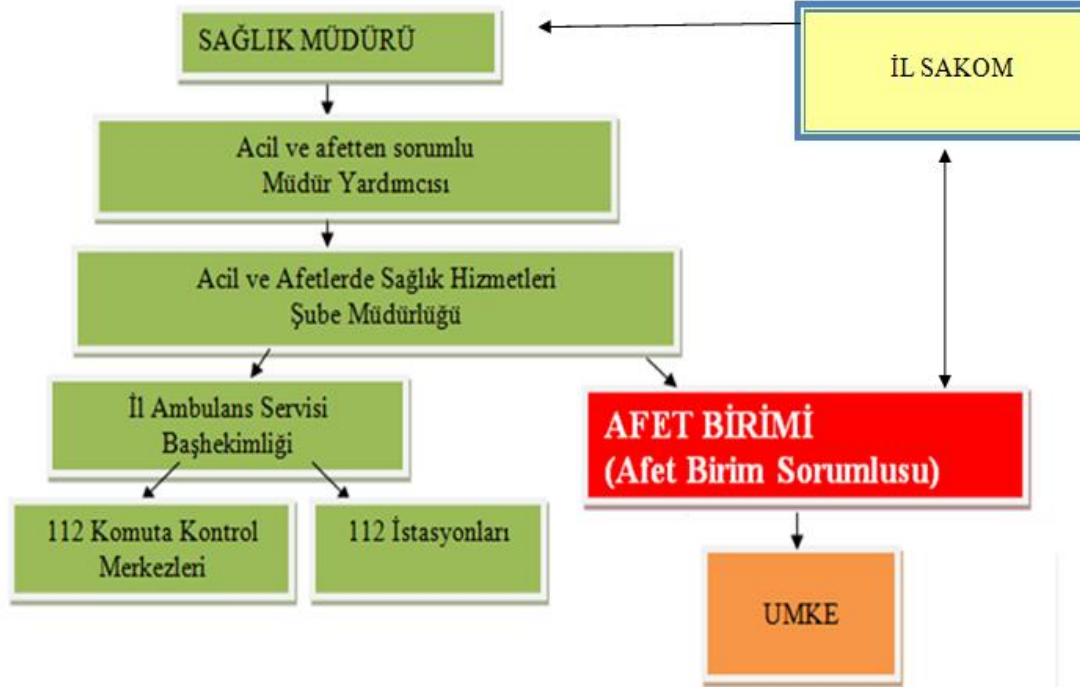 SAĞLIK MÜDÜRÜ
İL SAKOM
Acil ve afetten sorumlu
Müdür Yardımcısı
Acil ve Afetlerde Sağlık Hizmetleri
Şube Müdürlüğü
İl Ambulans Servisi
Başhekimliği
AFET BİRİMİ
(Afet Birim Sorumlusu)
112 Komuta Kontrol
Merkezleri
112 İstasyonları
UMKE